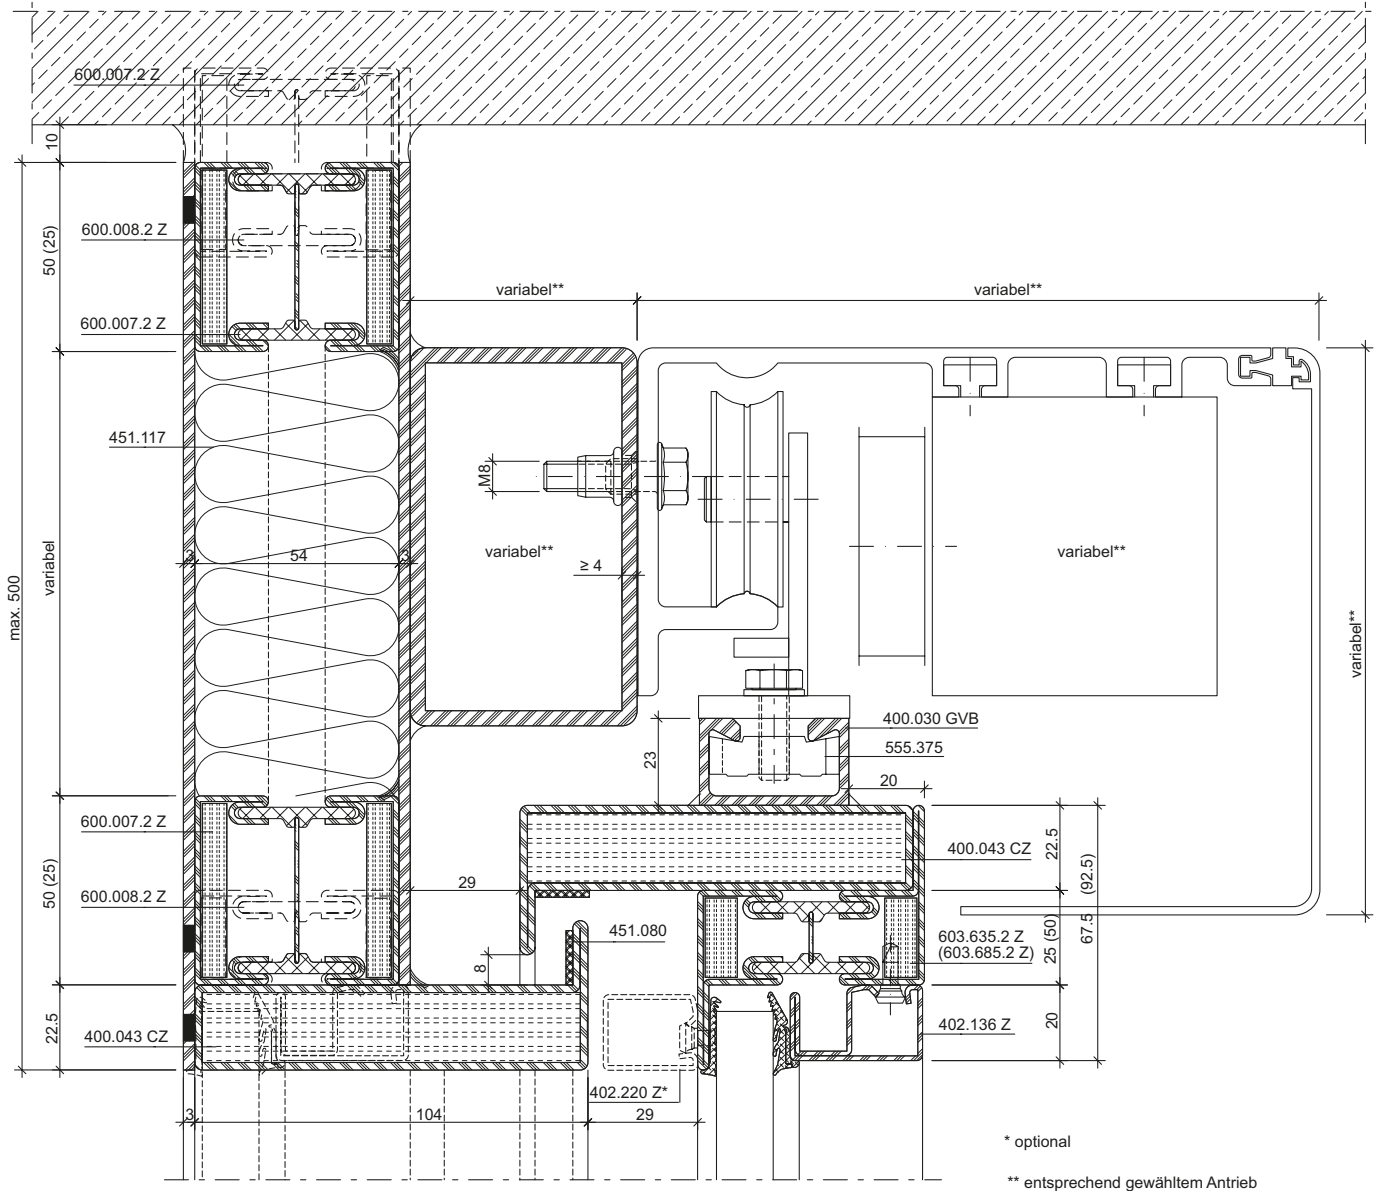 600.007.2 Z
10
50 (25)
600.008.2 Z
600.007.2 Z
variabel**
variabel**
451.117
M8
3
54
3
variabel**
≥ 4
variabel**
variabel
max. 500
variabel**
400.030 GVB
555.375
23
20
600.007.2 Z
400.043 CZ
22.5
50 (25)
29
600.008.2 Z
451.080
603.635.2 Z
(603.685.2 Z)
25 (50)
67.5 (92.5)
8
22.5
400.043 CZ
402.136 Z
20
402.220 Z*
3
104
29
* optional
** entsprechend gewähltem Antrieb